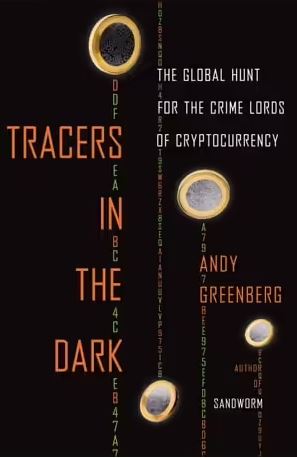 THE GLOBAL HUNT
FOR THE CRIME LORDS
OF CRYPTOCURRENCY
TRACERS
IN
THE
DARK
ANDY
GREENBERG
AUTHOR
OF
SANDWORM